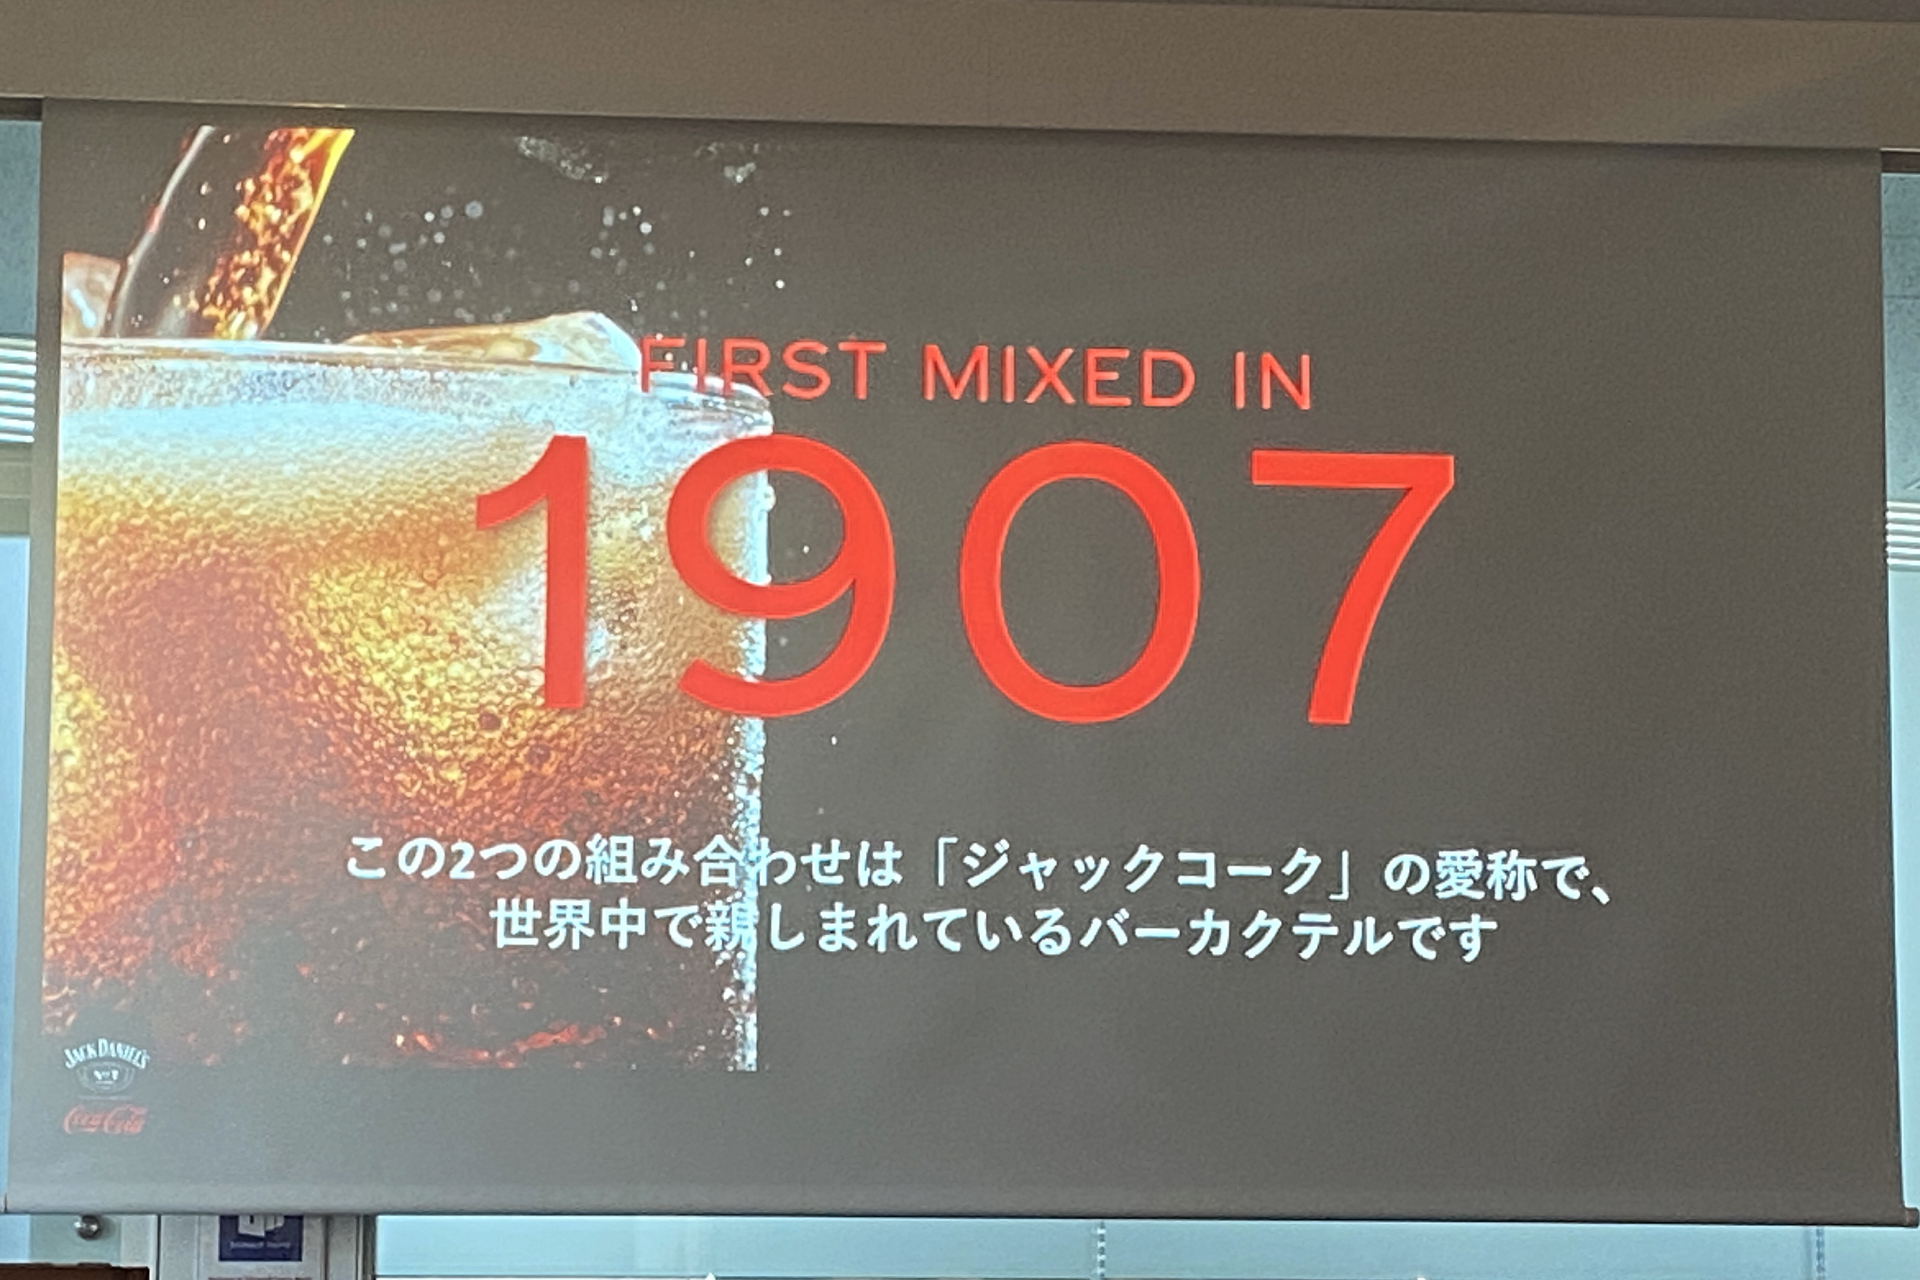 FIRST MIXED IN
1907
この2つの組み合わせは「ジャックコーク」の愛称で、
世界中で親しまれているバーカクテルです
JACK DANIEL'S
Coca-Cola